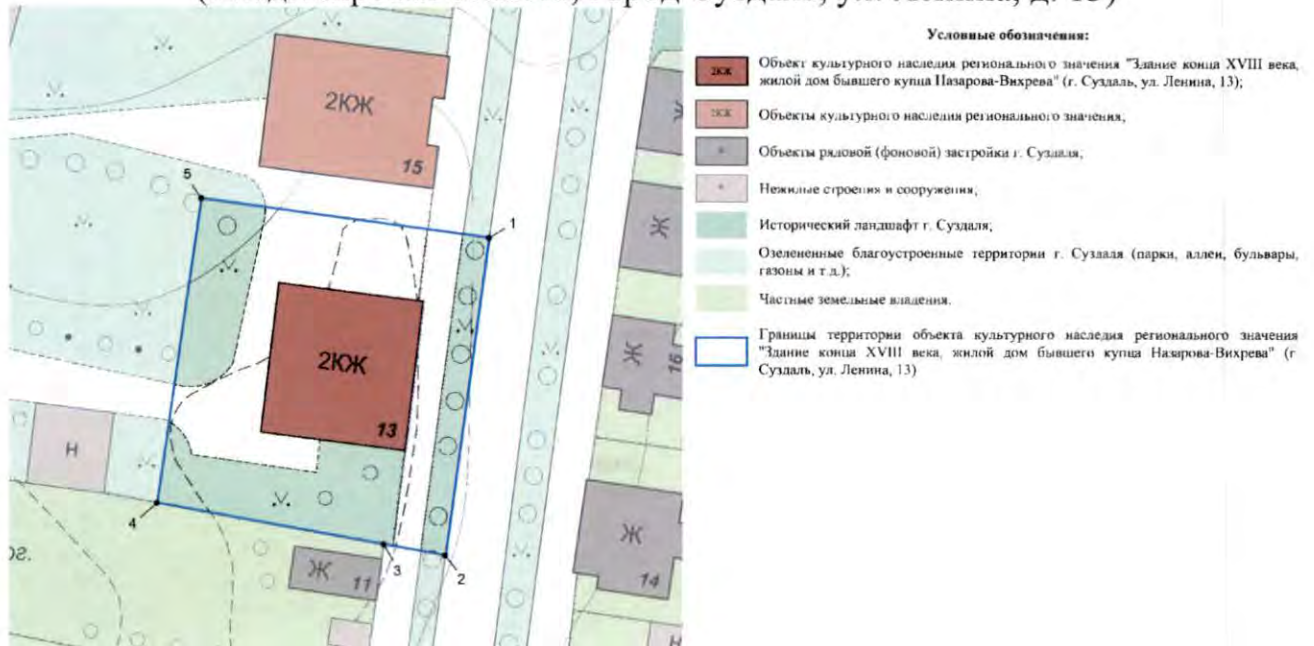 Условные обозначения:
2КЖ Объект культурного наследия регионального значения "Здание конца XVIII века,
жилой дом бывшего купца Назарова-Вихрева" (г. Суздаль, ул. Ленина, 13);
2КЖ Объекты культурного наследия регионального значения;
Объекты рядовой (фоновой) застройки г. Суздаля;
Нежилые строения и сооружения;
Исторический ландшафт г. Суздаля;
Озелененные благоустроенные территории г. Суздаля (парки, аллеи, бульвары,
газоны и т.д.);
Частные земельные владения.
Границы территории объекта культурного наследия регионального значения
"Здание конца XVIII века, жилой дом бывшего купца Назарова-Вихрева" (г
Суздаль, ул. Ленина, 13)
2КЖ
15
5
1
Ж
Ж
2КЖ
13
Ж
16
Н
4
3
2
Ж
11
Ж
14
ог.
Н